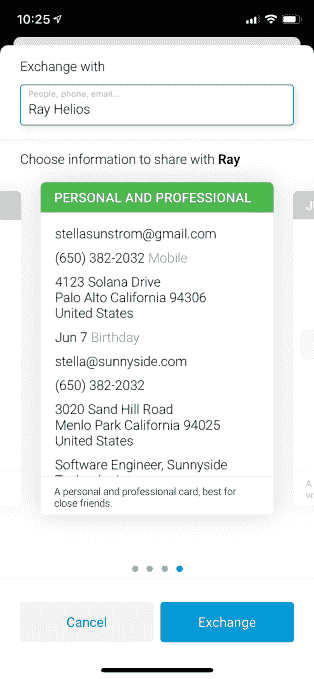 10:25
Exchange with
People, phone, email...
Ray Helios
Choose information to share with Ray
PERSONAL AND PROFESSIONAL
stellasunstrom@gmail.com
(650) 382-2032 Mobile
4123 Solana Drive
Palo Alto California 94306
United States
Jun 7 Birthday
stella@sunnyside.com
(650) 382-2032
3020 Sand Hill Road
Menlo Park California 94025
United States
Software Engineer, Sunnyside
A personal and professional card, best for
close friends.
Cancel
Exchange